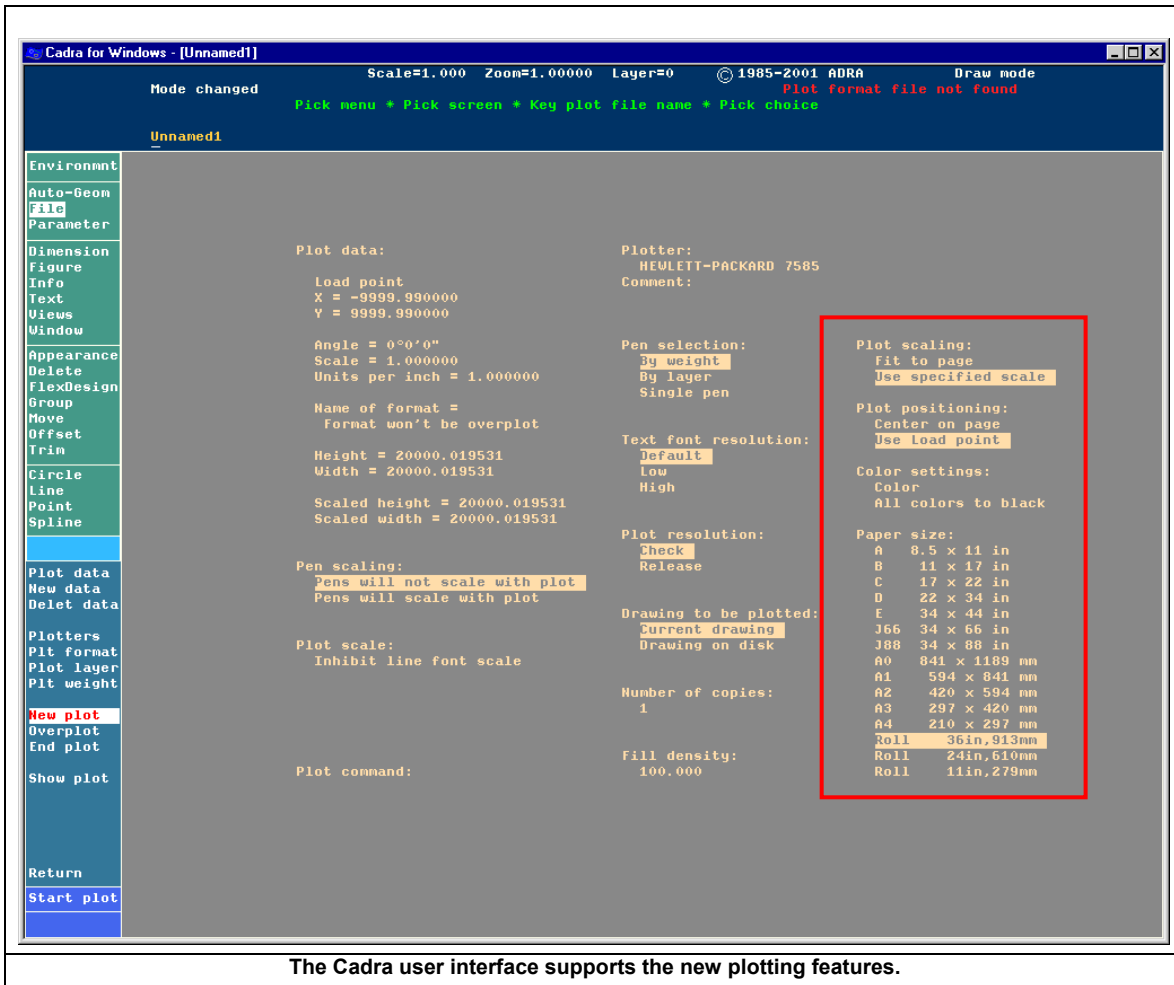 Cadra for Windows - [Unnamed1]
Scale=1.000 Zoom=1.00000 Layer=0 © 1985-2001 ADRA Draw mode
Mode changed Plot format file not found
Pick menu * Pick screen * Key plot file name * Pick choice
Unnamed1
Environmnt
Auto-Geom
File
Parameter
Dimension
Figure
Info
Text
Views
Window
Appearance
Delete
FlexDesign
Group
Move
Offset
Trim
Circle
Line
Point
Spline
Plot data
New data
Delet data
Plotters
Plt format
Plot layer
Plt weight
New plot
Overplot
End plot
Show plot
Return
Start plot
Plot data:
Load point
X = -9999.990000
Y = 9999.990000
Angle = 0°0'0"
Scale = 1.000000
Units per inch = 1.000000
Name of format =
Format won't be overplot
Height = 20000.019531
Width = 20000.019531
Scaled height = 20000.019531
Scaled width = 20000.019531
Pen scaling:
Pens will not scale with plot
Pens will scale with plot
Plot scale:
Inhibit line font scale
Plot command:
Plotter:
HEWLETT-PACKARD 7585
Comment:
Pen selection:
By weight
By layer
Single pen
Text font resolution:
Default
Low
High
Plot resolution:
Check
Release
Drawing to be plotted:
Current drawing
Drawing on disk
Number of copies:
1
Fill density:
100.000
Plot scaling:
Fit to page
Use specified scale
Plot positioning:
Center on page
Use Load point
Color settings:
Color
All colors to black
Paper size:
A 8.5 x 11 in
B 11 x 17 in
C 17 x 22 in
D 22 x 34 in
E 34 x 44 in
J66 34 x 66 in
J88 34 x 88 in
A0 841 x 1189 mm
A1 594 x 841 mm
A2 420 x 594 mm
A3 297 x 420 mm
A4 210 x 297 mm
Roll 36in,913mm
Roll 24in,610mm
Roll 11in,279mm
The Cadra user interface supports the new plotting features.